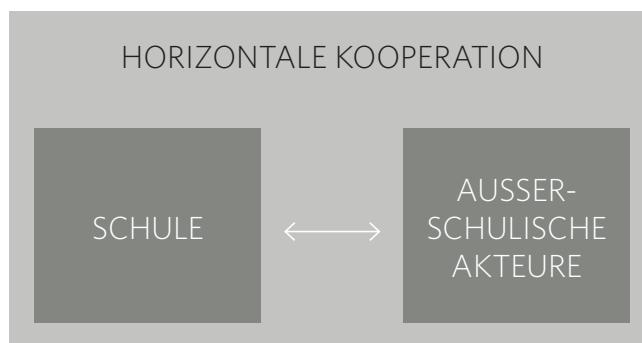 HORIZONTALE KOOPERATION
SCHULE
AUSSER-
SCHULISCHE
AKTEURE